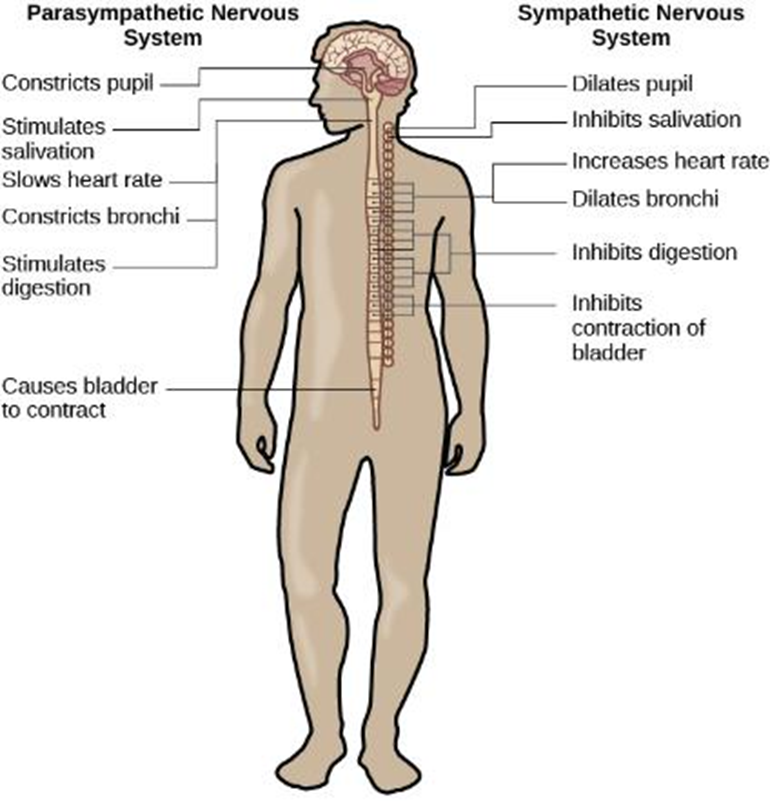 Parasympathetic Nervous
System
Constricts pupil
Stimulates
salivation
Slows heart rate
Constricts bronchi
Stimulates
digestion
Causes bladder
to contract
Sympathetic Nervous
System
Dilates pupil
Inhibits salivation
Increases heart rate
Dilates bronchi
Inhibits digestion
Inhibits
contraction of
bladder